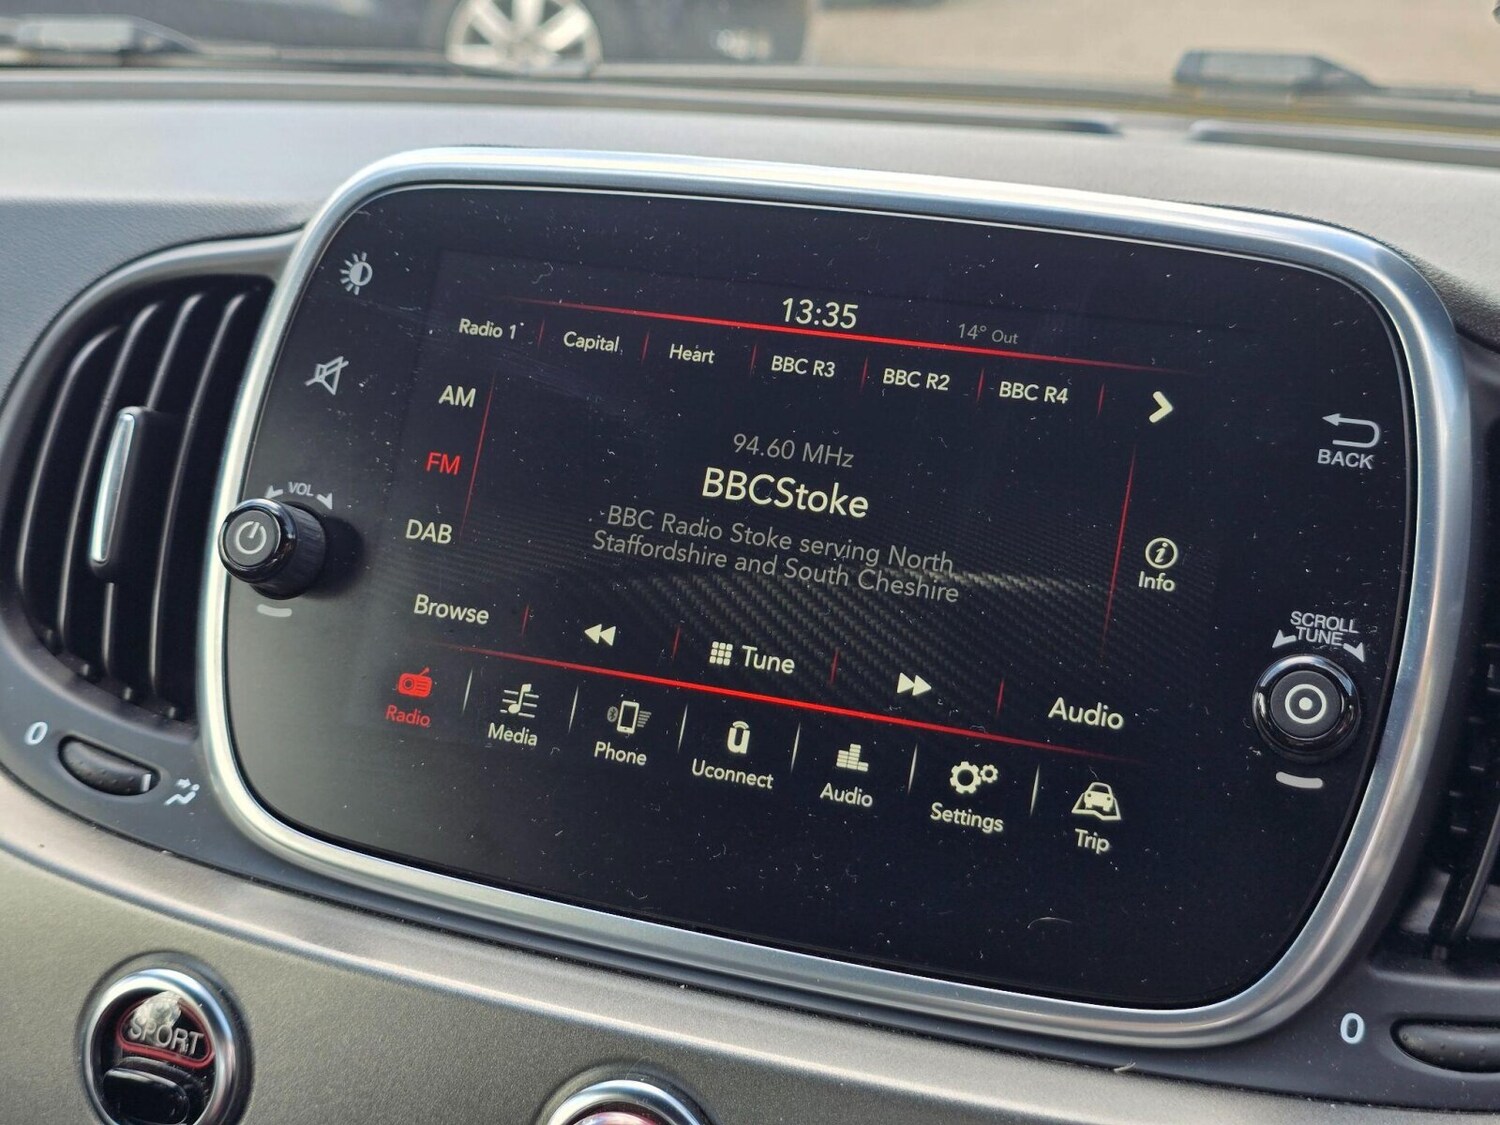 13:35
14° Out
Radio 1
Capital
Heart
BBC R3
BBC R2
BBC R4
AM
FM
DAB
94.60 MHz
BBCStoke
BBC Radio Stoke serving North
Staffordshire and South Cheshire
Info
Browse
Tune
Audio
Radio
Media
Phone
Uconnect
Audio
Settings
Trip
VOL
BACK
SCROLL
TUNE
0
SPORT
0